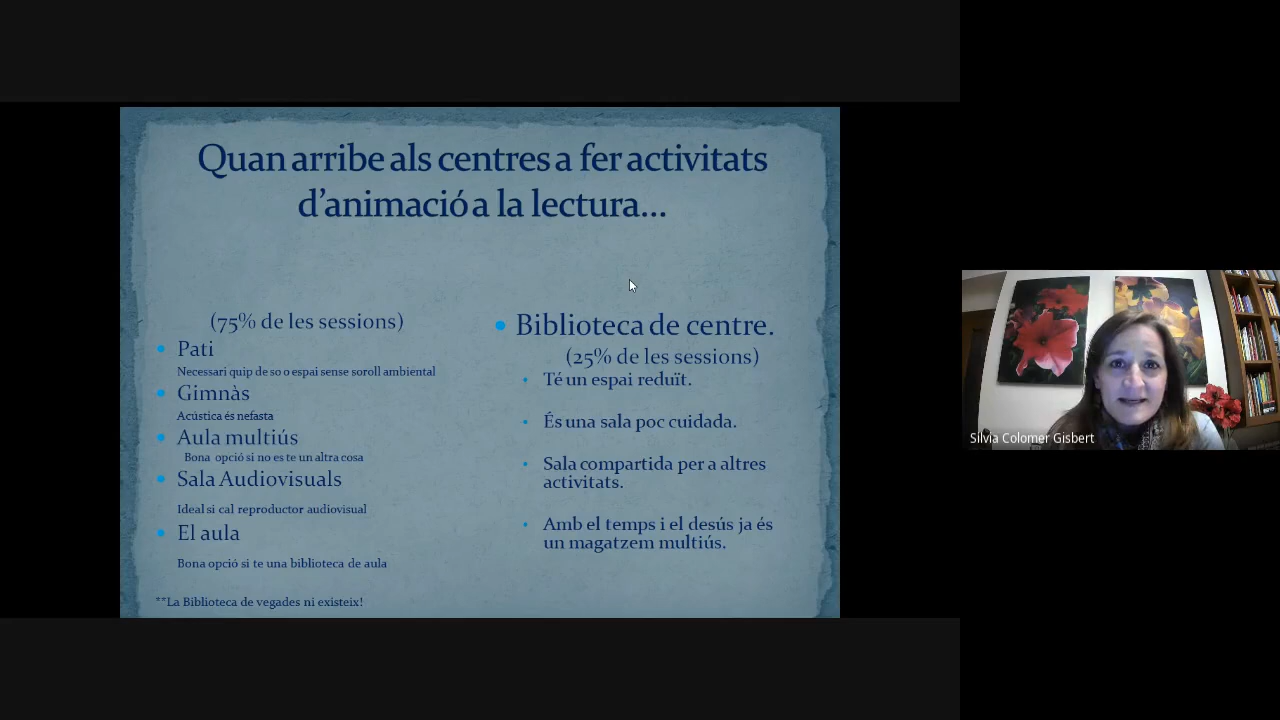 Quan arribe als centres a fer activitats
d’animació a la lectura...
(75% de les sessions)
Pati
Necessari quip de so o espai sense soroll ambiental
Gimnàs
Acústica és nefasta
Aula multiús
Bona opció si no es te un altra cosa
Sala Audiovisuals
Ideal si cal reproductor audiovisual
El aula
Bona opció si te una biblioteca de aula
**La Biblioteca de vegades ni existeix!
Biblioteca de centre.
(25% de les sessions)
Té un espai reduït.
És una sala poc cuidada.
Sala compartida per a altres
activitats.
Amb el temps i el desús ja és
un magatzem multiús.
Silvia Colomer Gisbert